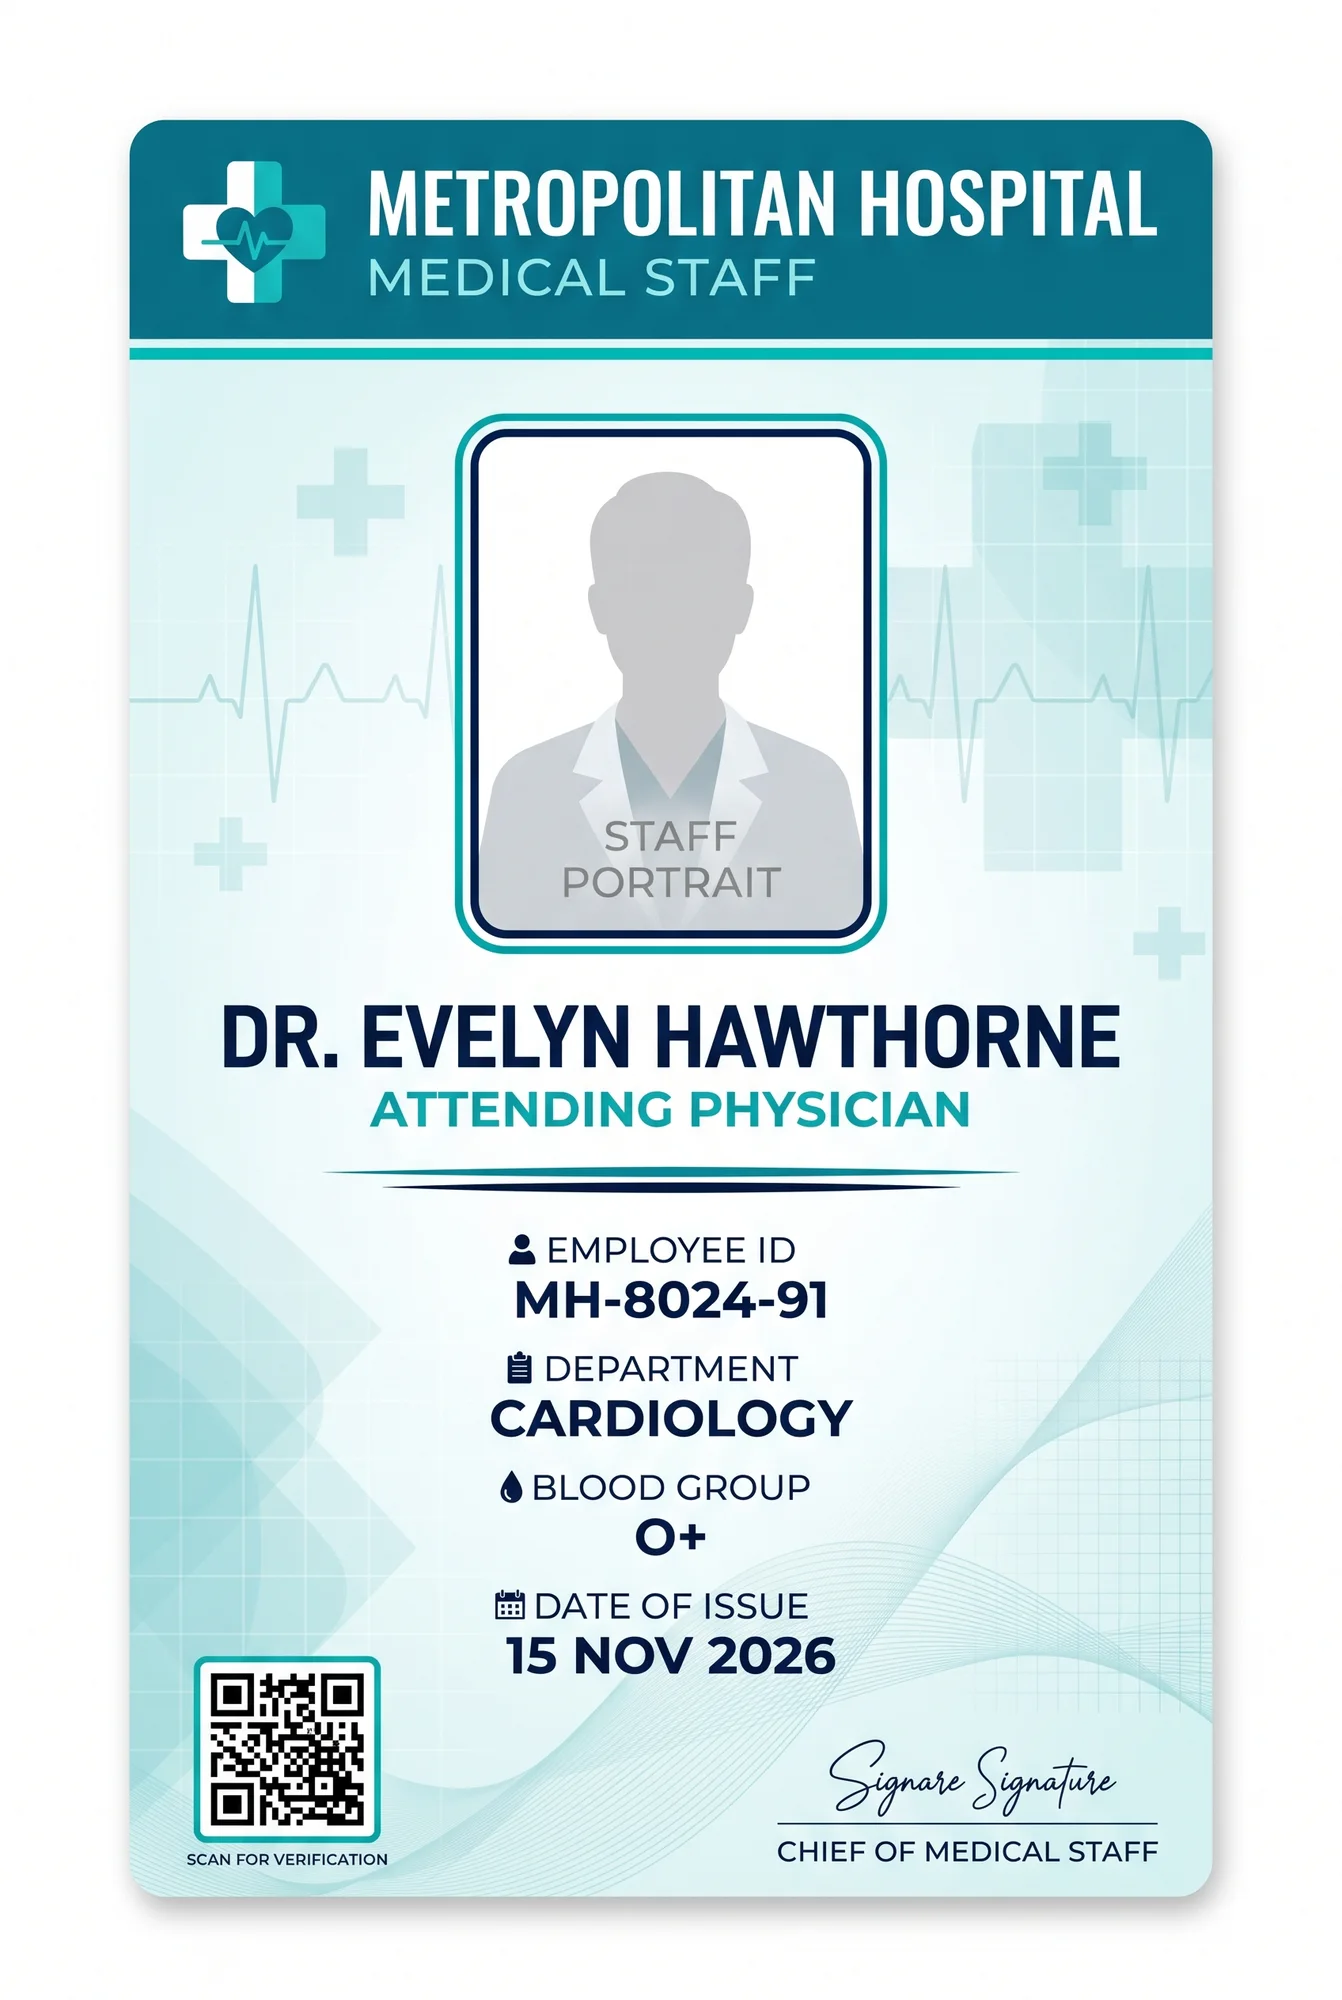 METROPOLITAN HOSPITAL
MEDICAL STAFF
STAFF
PORTRAIT
DR. EVELYN HAWTHORNE
ATTENDING PHYSICIAN
EMPLOYEE ID
MH-8024-91
DEPARTMENT
CARDIOLOGY
BLOOD GROUP
O+
DATE OF ISSUE
15 NOV 2026
SCAN FOR VERIFICATION
Signare Signature
CHIEF OF MEDICAL STAFF